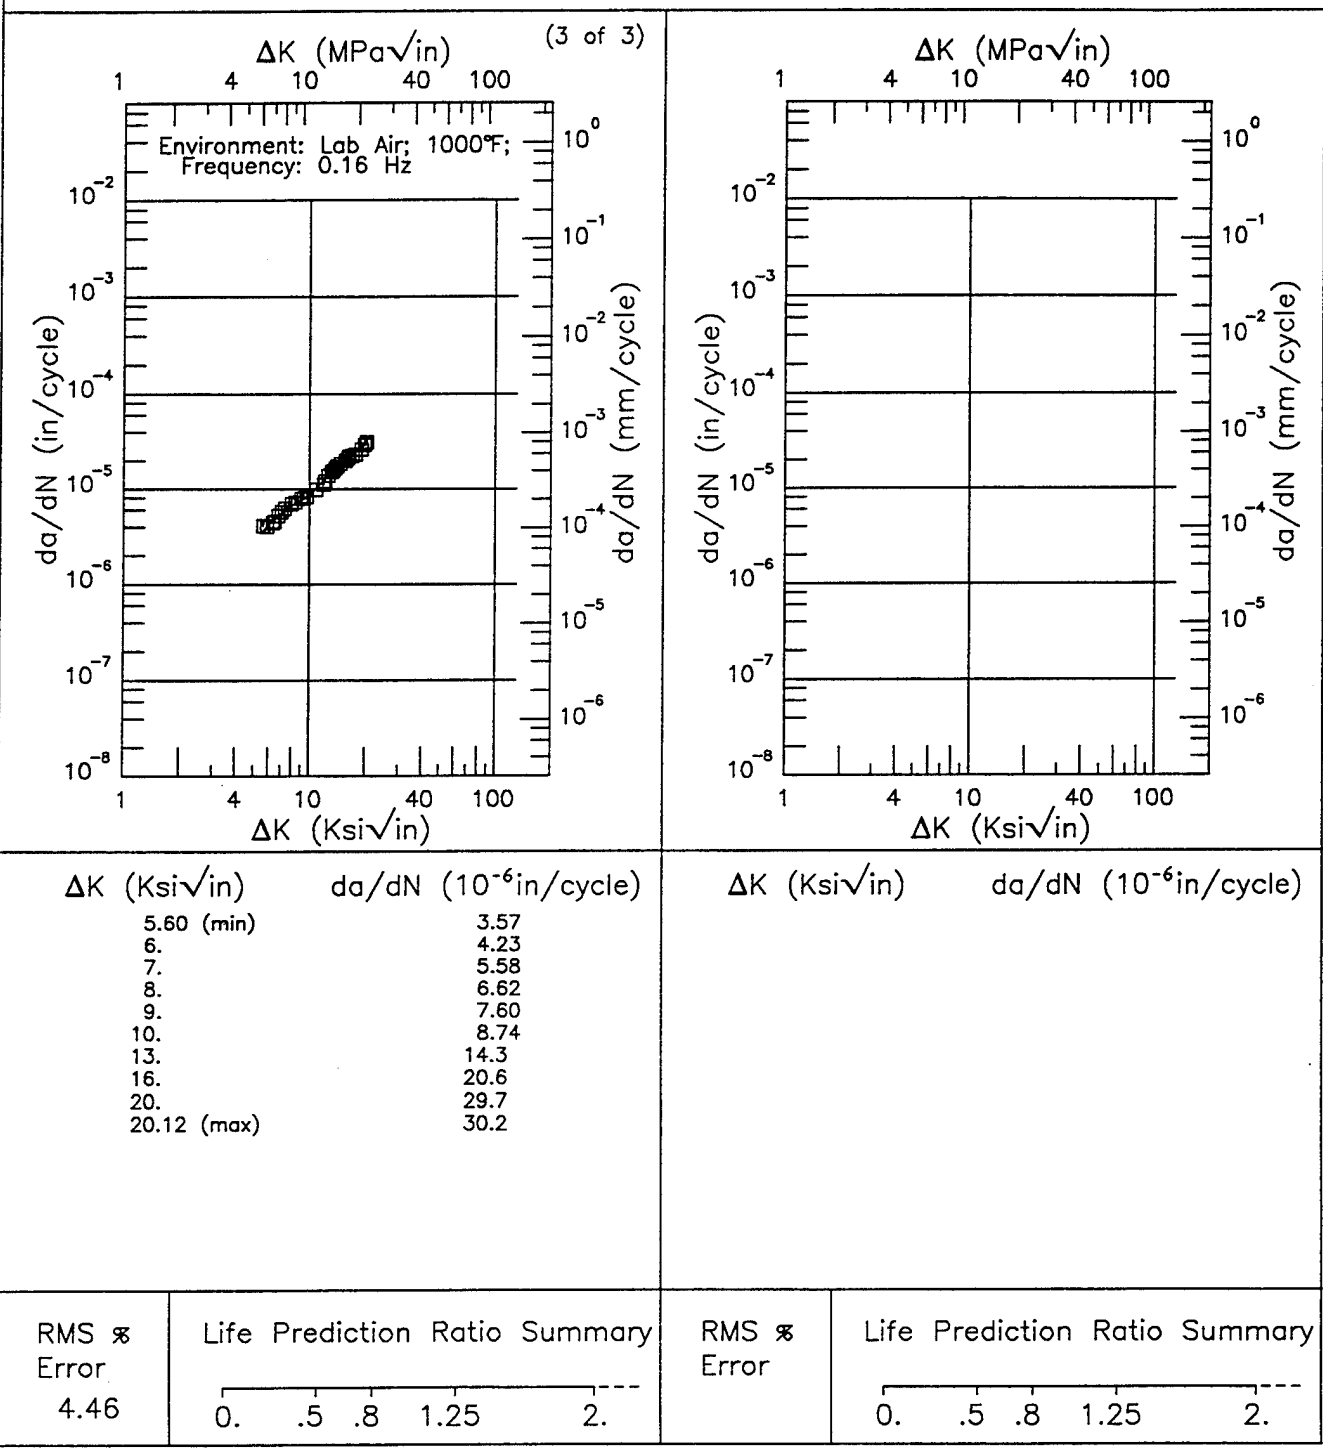 (3 of 3)
ΔK (MPa√in)
1 4 10 40 100
Environment: Lab Air; 1000°F;
Frequency: 0.16 Hz
10⁰
10⁻²
10⁻¹
10⁻³
10⁻²
10⁻⁴
10⁻³
10⁻⁵
10⁻⁴
10⁻⁶
10⁻⁵
10⁻⁷
10⁻⁶
10⁻⁸
da/dN (in/cycle)
da/dN (mm/cycle)
1 4 10 40 100
ΔK (Ksi√in)
ΔK (MPa√in)
1 4 10 40 100
10⁰
10⁻²
10⁻¹
10⁻³
10⁻²
10⁻⁴
10⁻³
10⁻⁵
10⁻⁴
10⁻⁶
10⁻⁵
10⁻⁷
10⁻⁶
10⁻⁸
da/dN (in/cycle)
da/dN (mm/cycle)
1 4 10 40 100
ΔK (Ksi√in)
ΔK (Ksi√in) da/dN (10⁻⁶in/cycle)
5.60 (min) 3.57
6. 4.23
7. 5.58
8. 6.62
9. 7.60
10. 8.74
13. 14.3
16. 20.6
20. 29.7
20.12 (max) 30.2
ΔK (Ksi√in) da/dN (10⁻⁶in/cycle)
RMS %
Error
4.46
Life Prediction Ratio Summary
0. .5 .8 1.25 2.
RMS %
Error
Life Prediction Ratio Summary
0. .5 .8 1.25 2.